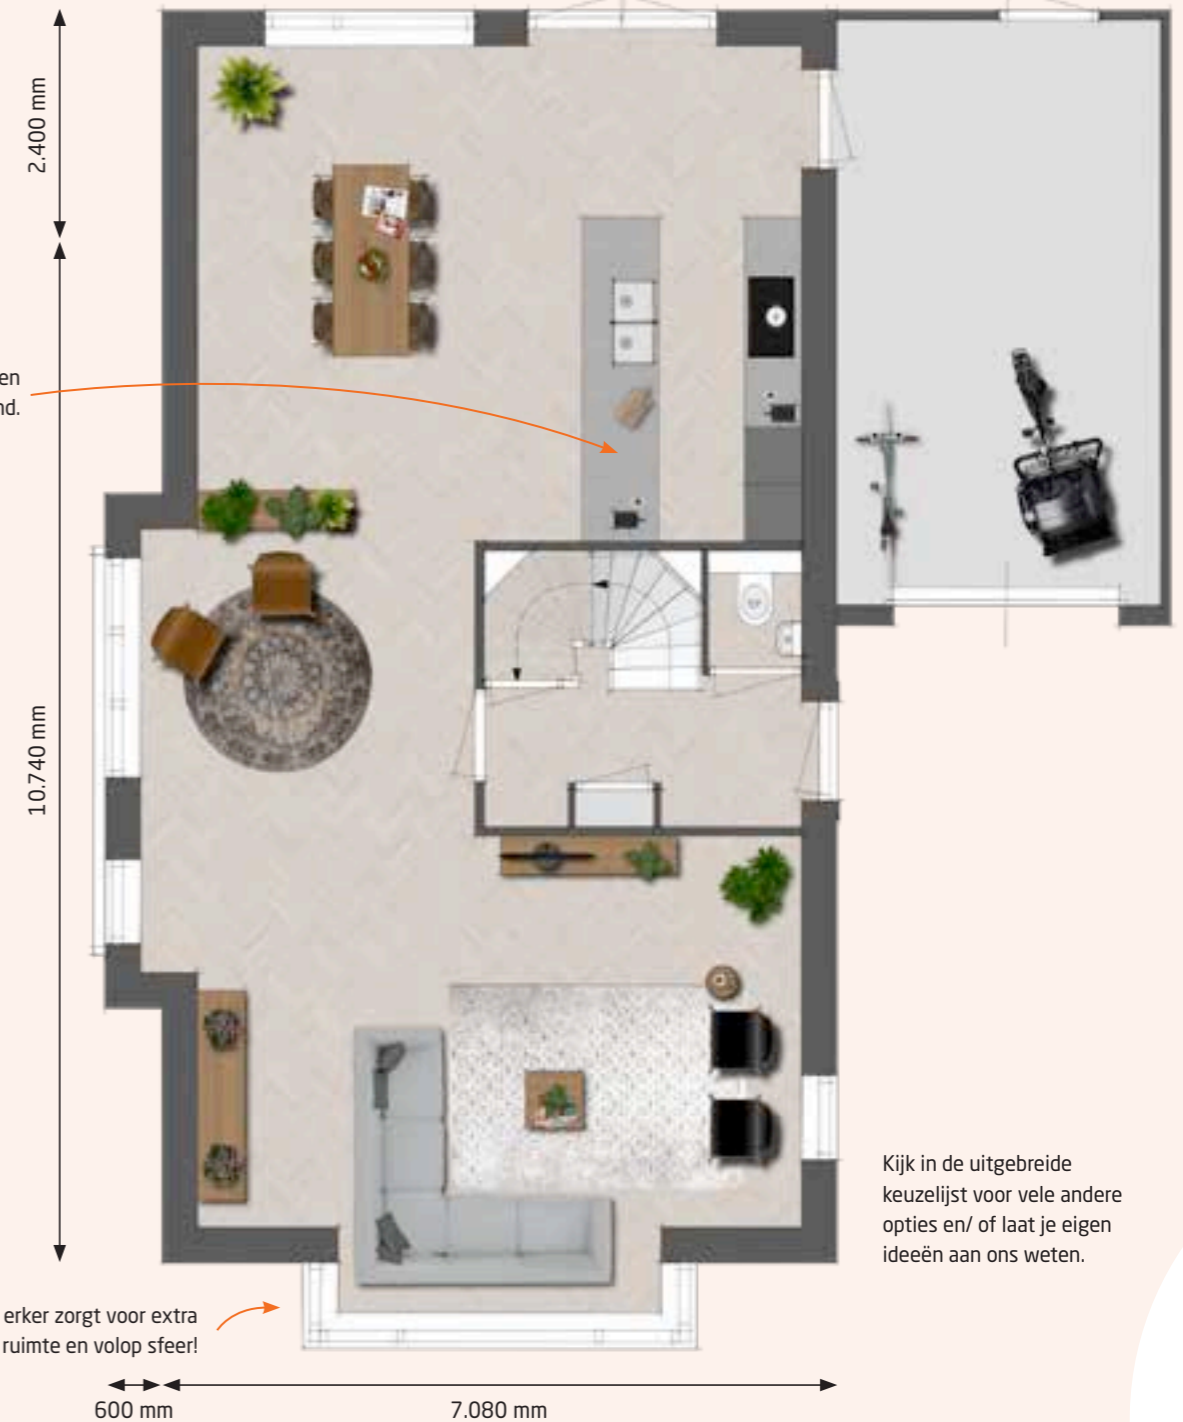 2.400 mm
en
nd.
10.740 mm
Kijk in de uitgebreide
keuzelijst voor vele andere
opties en/ of laat je eigen
ideeën aan ons weten.
erker zorgt voor extra
ruimte en volop sfeer!
600 mm
7.080 mm